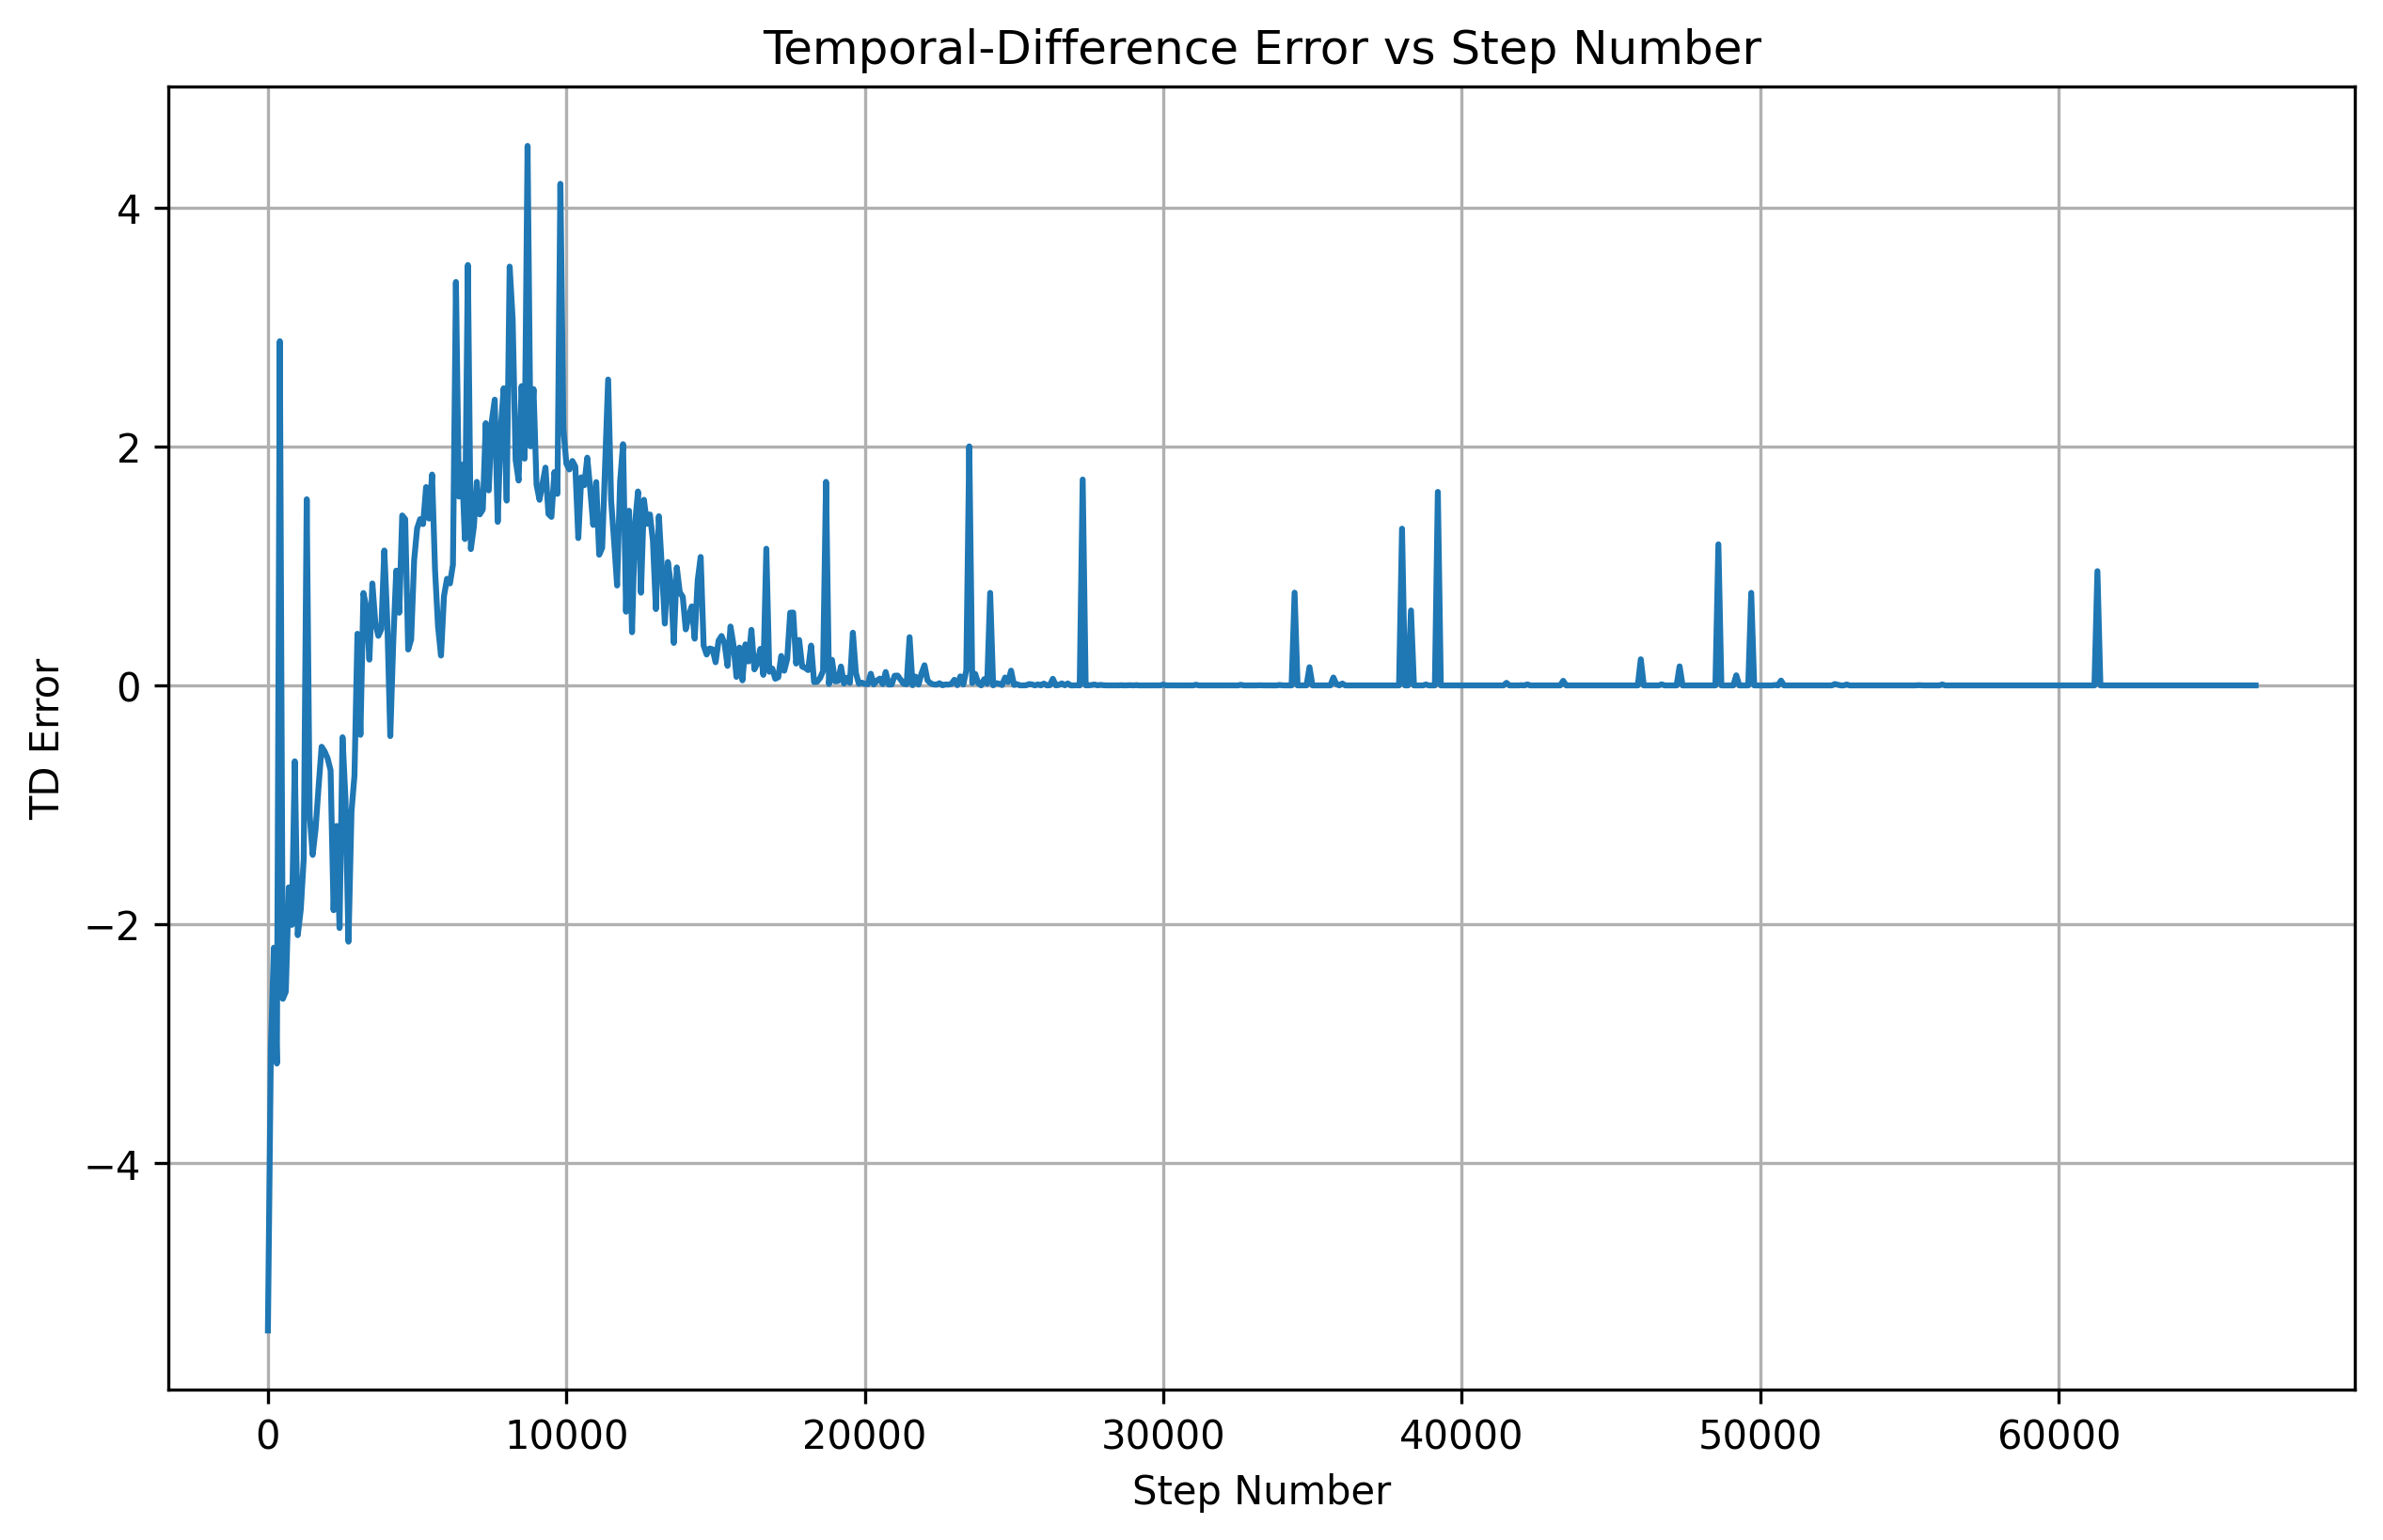 Temporal-Difference Error vs Step Number
4
2
0
−2
−4
TD Error
0 10000 20000 30000 40000 50000 60000
Step Number